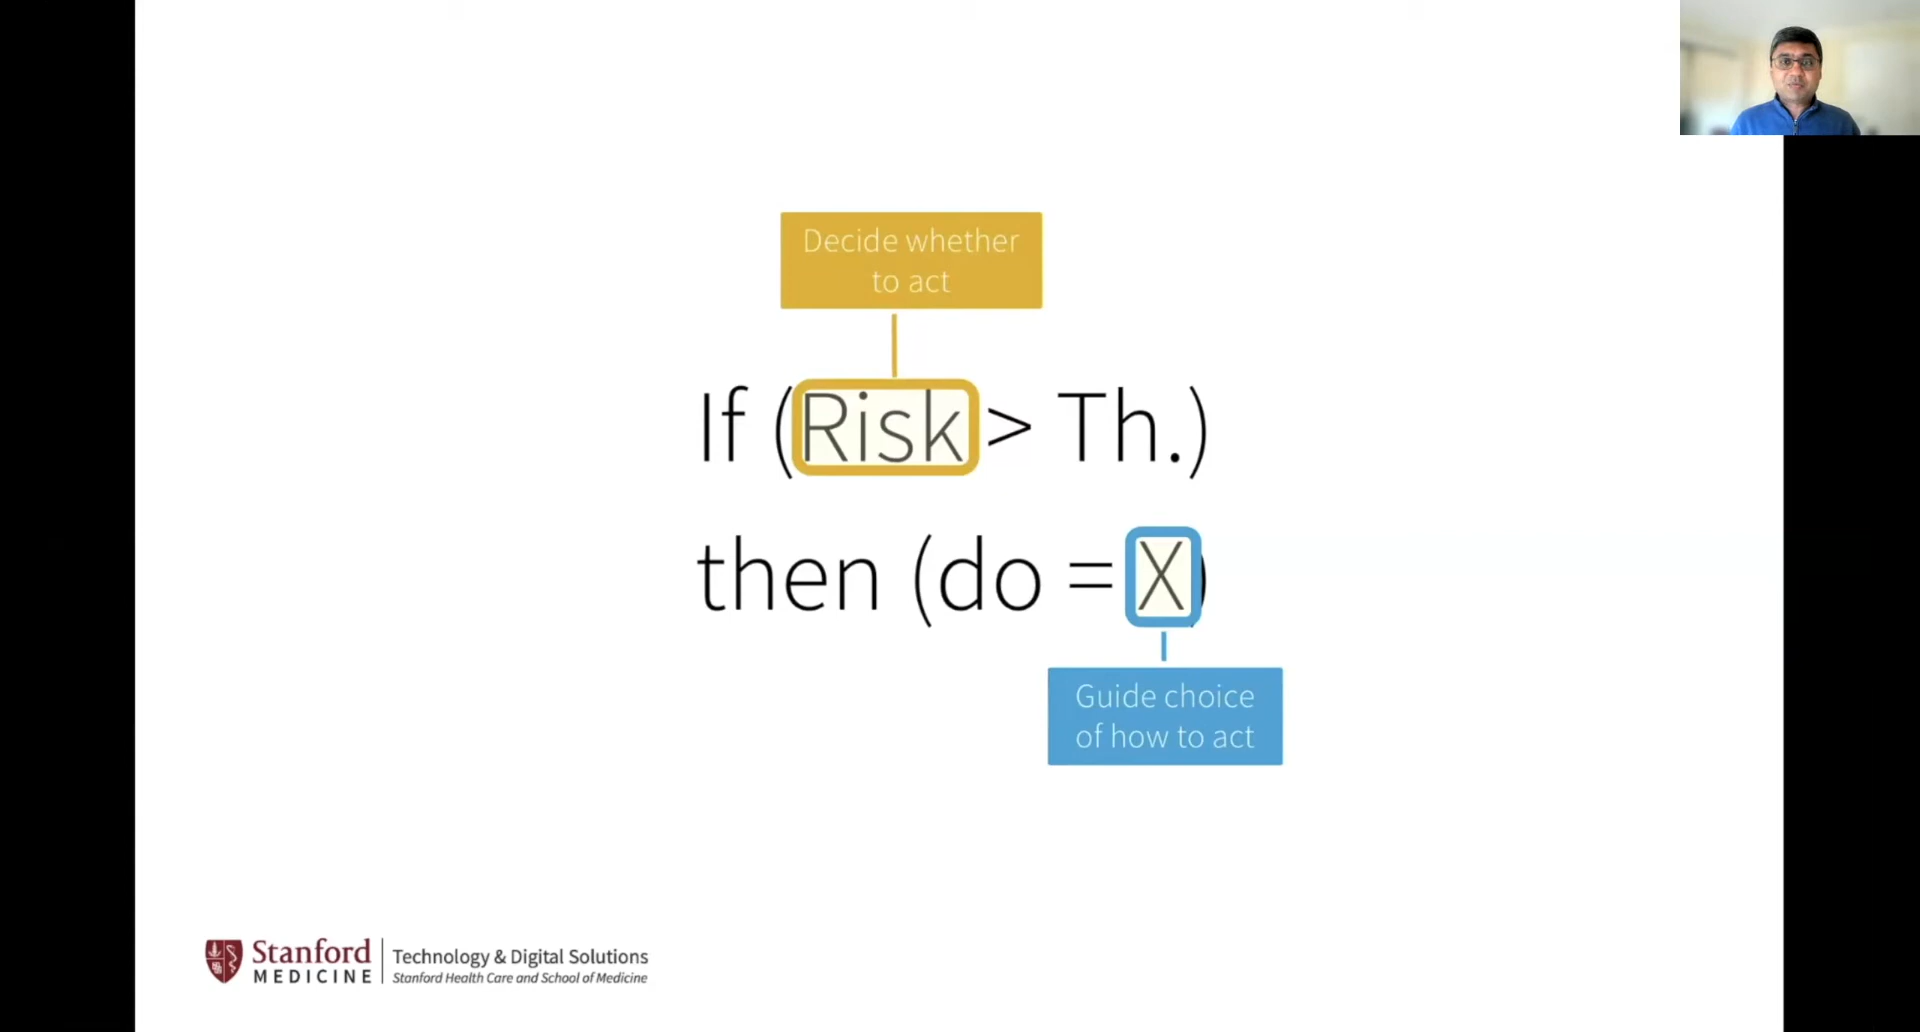 Decide whether
to act
If (Risk > Th.)
then (do = X)
Guide choice
of how to act
Stanford
MEDICINE
Technology & Digital Solutions
Stanford Health Care and School of Medicine